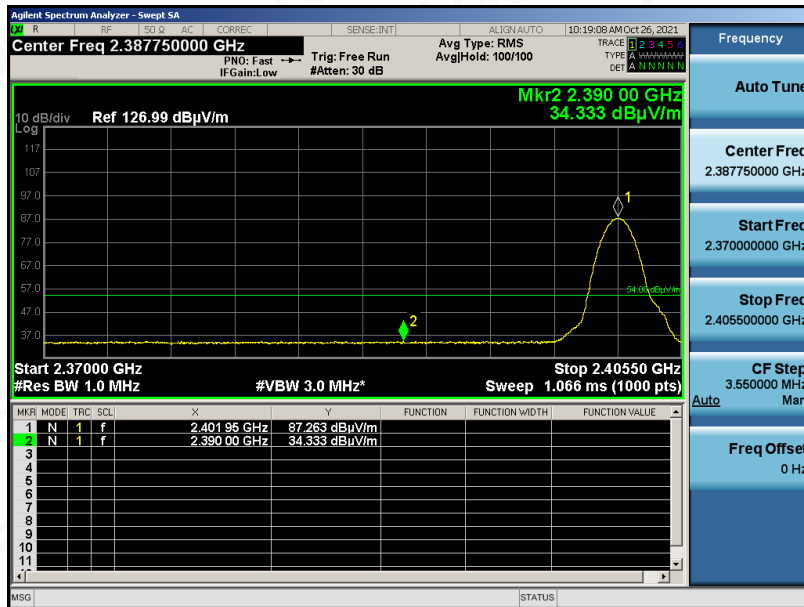 Agilent Spectrum Analyzer - Swept SA
LXI R RF 50 Ω AC CORREC SENSE:INT ALIGN AUTO 10:19:08 AM Oct 26, 2021
Center Freq 2.387750000 GHz
PNO: Fast Trig: Free Run
IFGain:Low #Atten: 30 dB
Avg Type: RMS
Avg|Hold: 100/100
TRACE 1 2 3 4 5 6
TYPE A WWWWW
DET A N N N N N
Mkr2 2.390 00 GHz
34.333 dBµV/m
10 dB/div Ref 126.99 dBµV/m
Log
117
107
97.0
87.0
77.0
67.0
57.0
47.0
37.0
1
54.00 dBµV/m
2
Start 2.37000 GHz Stop 2.40550 GHz
#Res BW 1.0 MHz #VBW 3.0 MHz* Sweep 1.066 ms (1000 pts)
MKR MODE TRC SCL X Y FUNCTION FUNCTION WIDTH FUNCTION VALUE
1 N 1 f 2.401 95 GHz 87.263 dBµV/m
2 N 1 f 2.390 00 GHz 34.333 dBµV/m
3
4
5
6
7
8
9
10
11
MSG STATUS
Frequency
Auto Tune
Center Freq
2.387750000 GHz
Start Freq
2.370000000 GHz
Stop Freq
2.405500000 GHz
CF Step
3.550000 MHz
Auto Man
Freq Offset
0 Hz